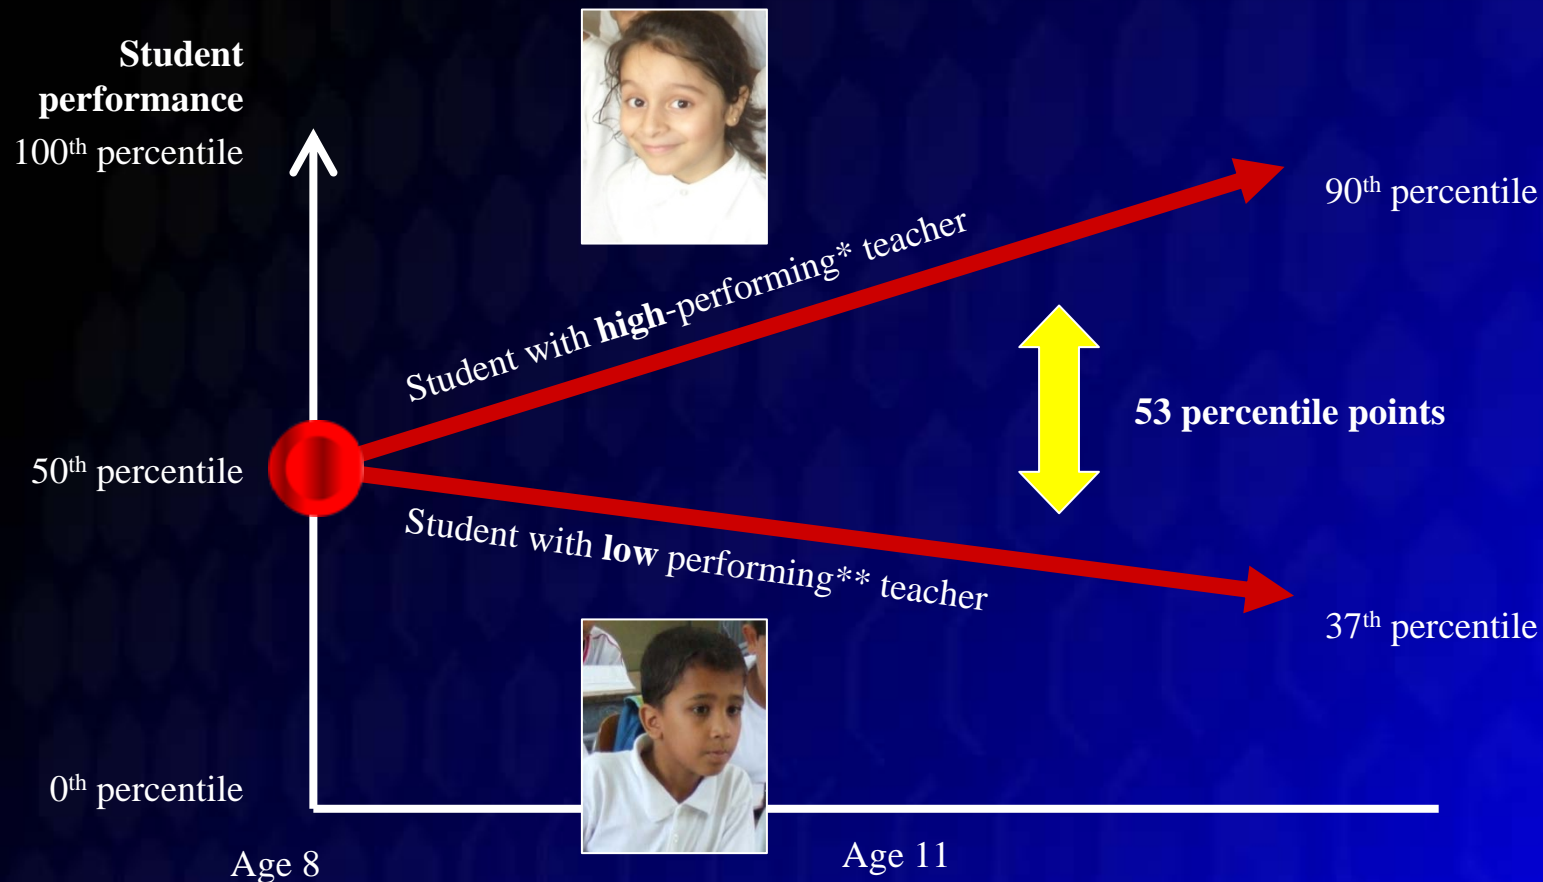 Student
performance
100th percentile
90th percentile
Student with high-performing* teacher
53 percentile points
50th percentile
Student with low performing** teacher
37th percentile
0th percentile
Age 8
Age 11